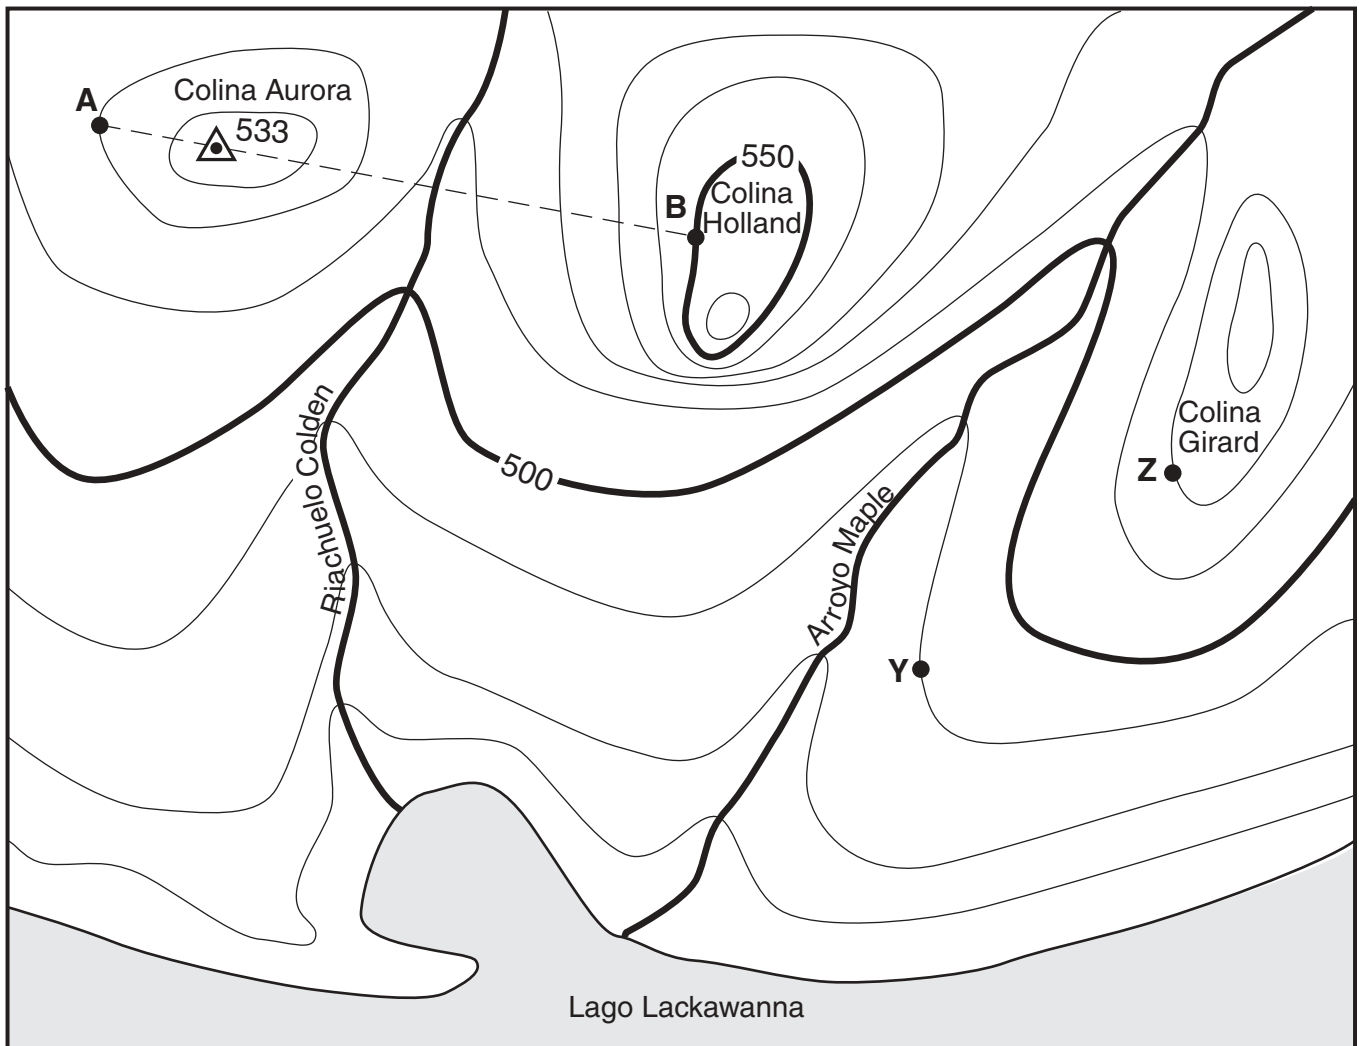 A
Colina Aurora
533
550
Colina
Holland
B
Riachuelo Colden
500
Arroyo Maple
Colina
Girard
Z
Y
Lago Lackawanna